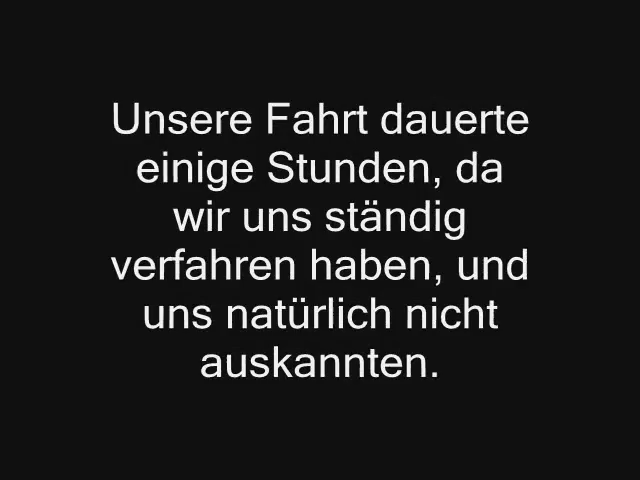 Unsere Fahrt dauerte
einige Stunden, da
wir uns ständig
verfahren haben, und
uns natürlich nicht
auskannten.